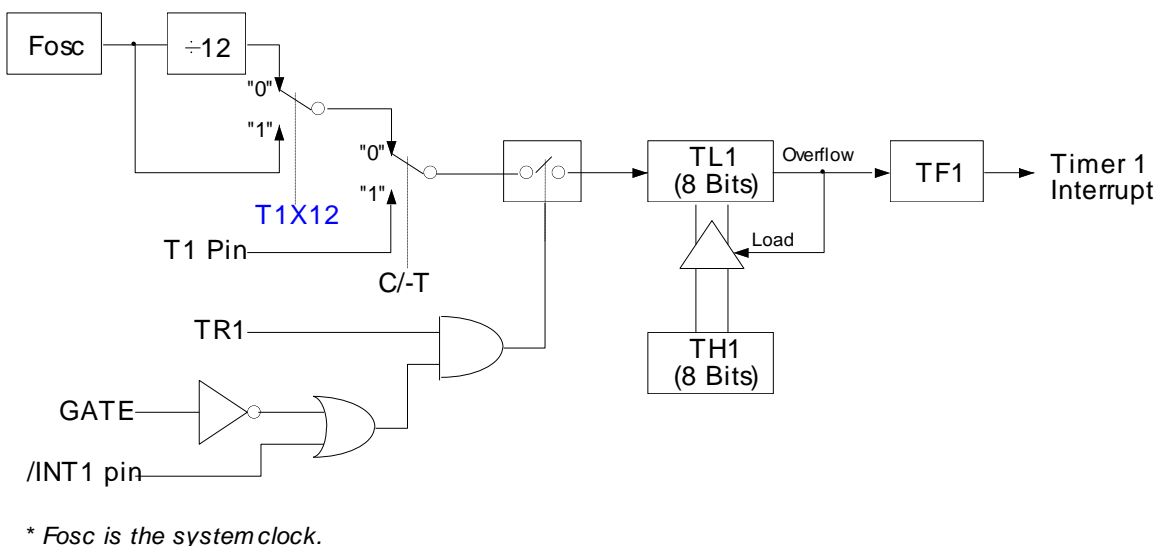 Fosc
÷12
"0"
"1"
T1X12
"0"
"1"
T1 Pin
C/-T
TL1
(8 Bits)
Overflow
TF1
Timer 1
Interrupt
Load
TH1
(8 Bits)
TR1
GATE
/INT1 pin
* Fosc is the system clock.